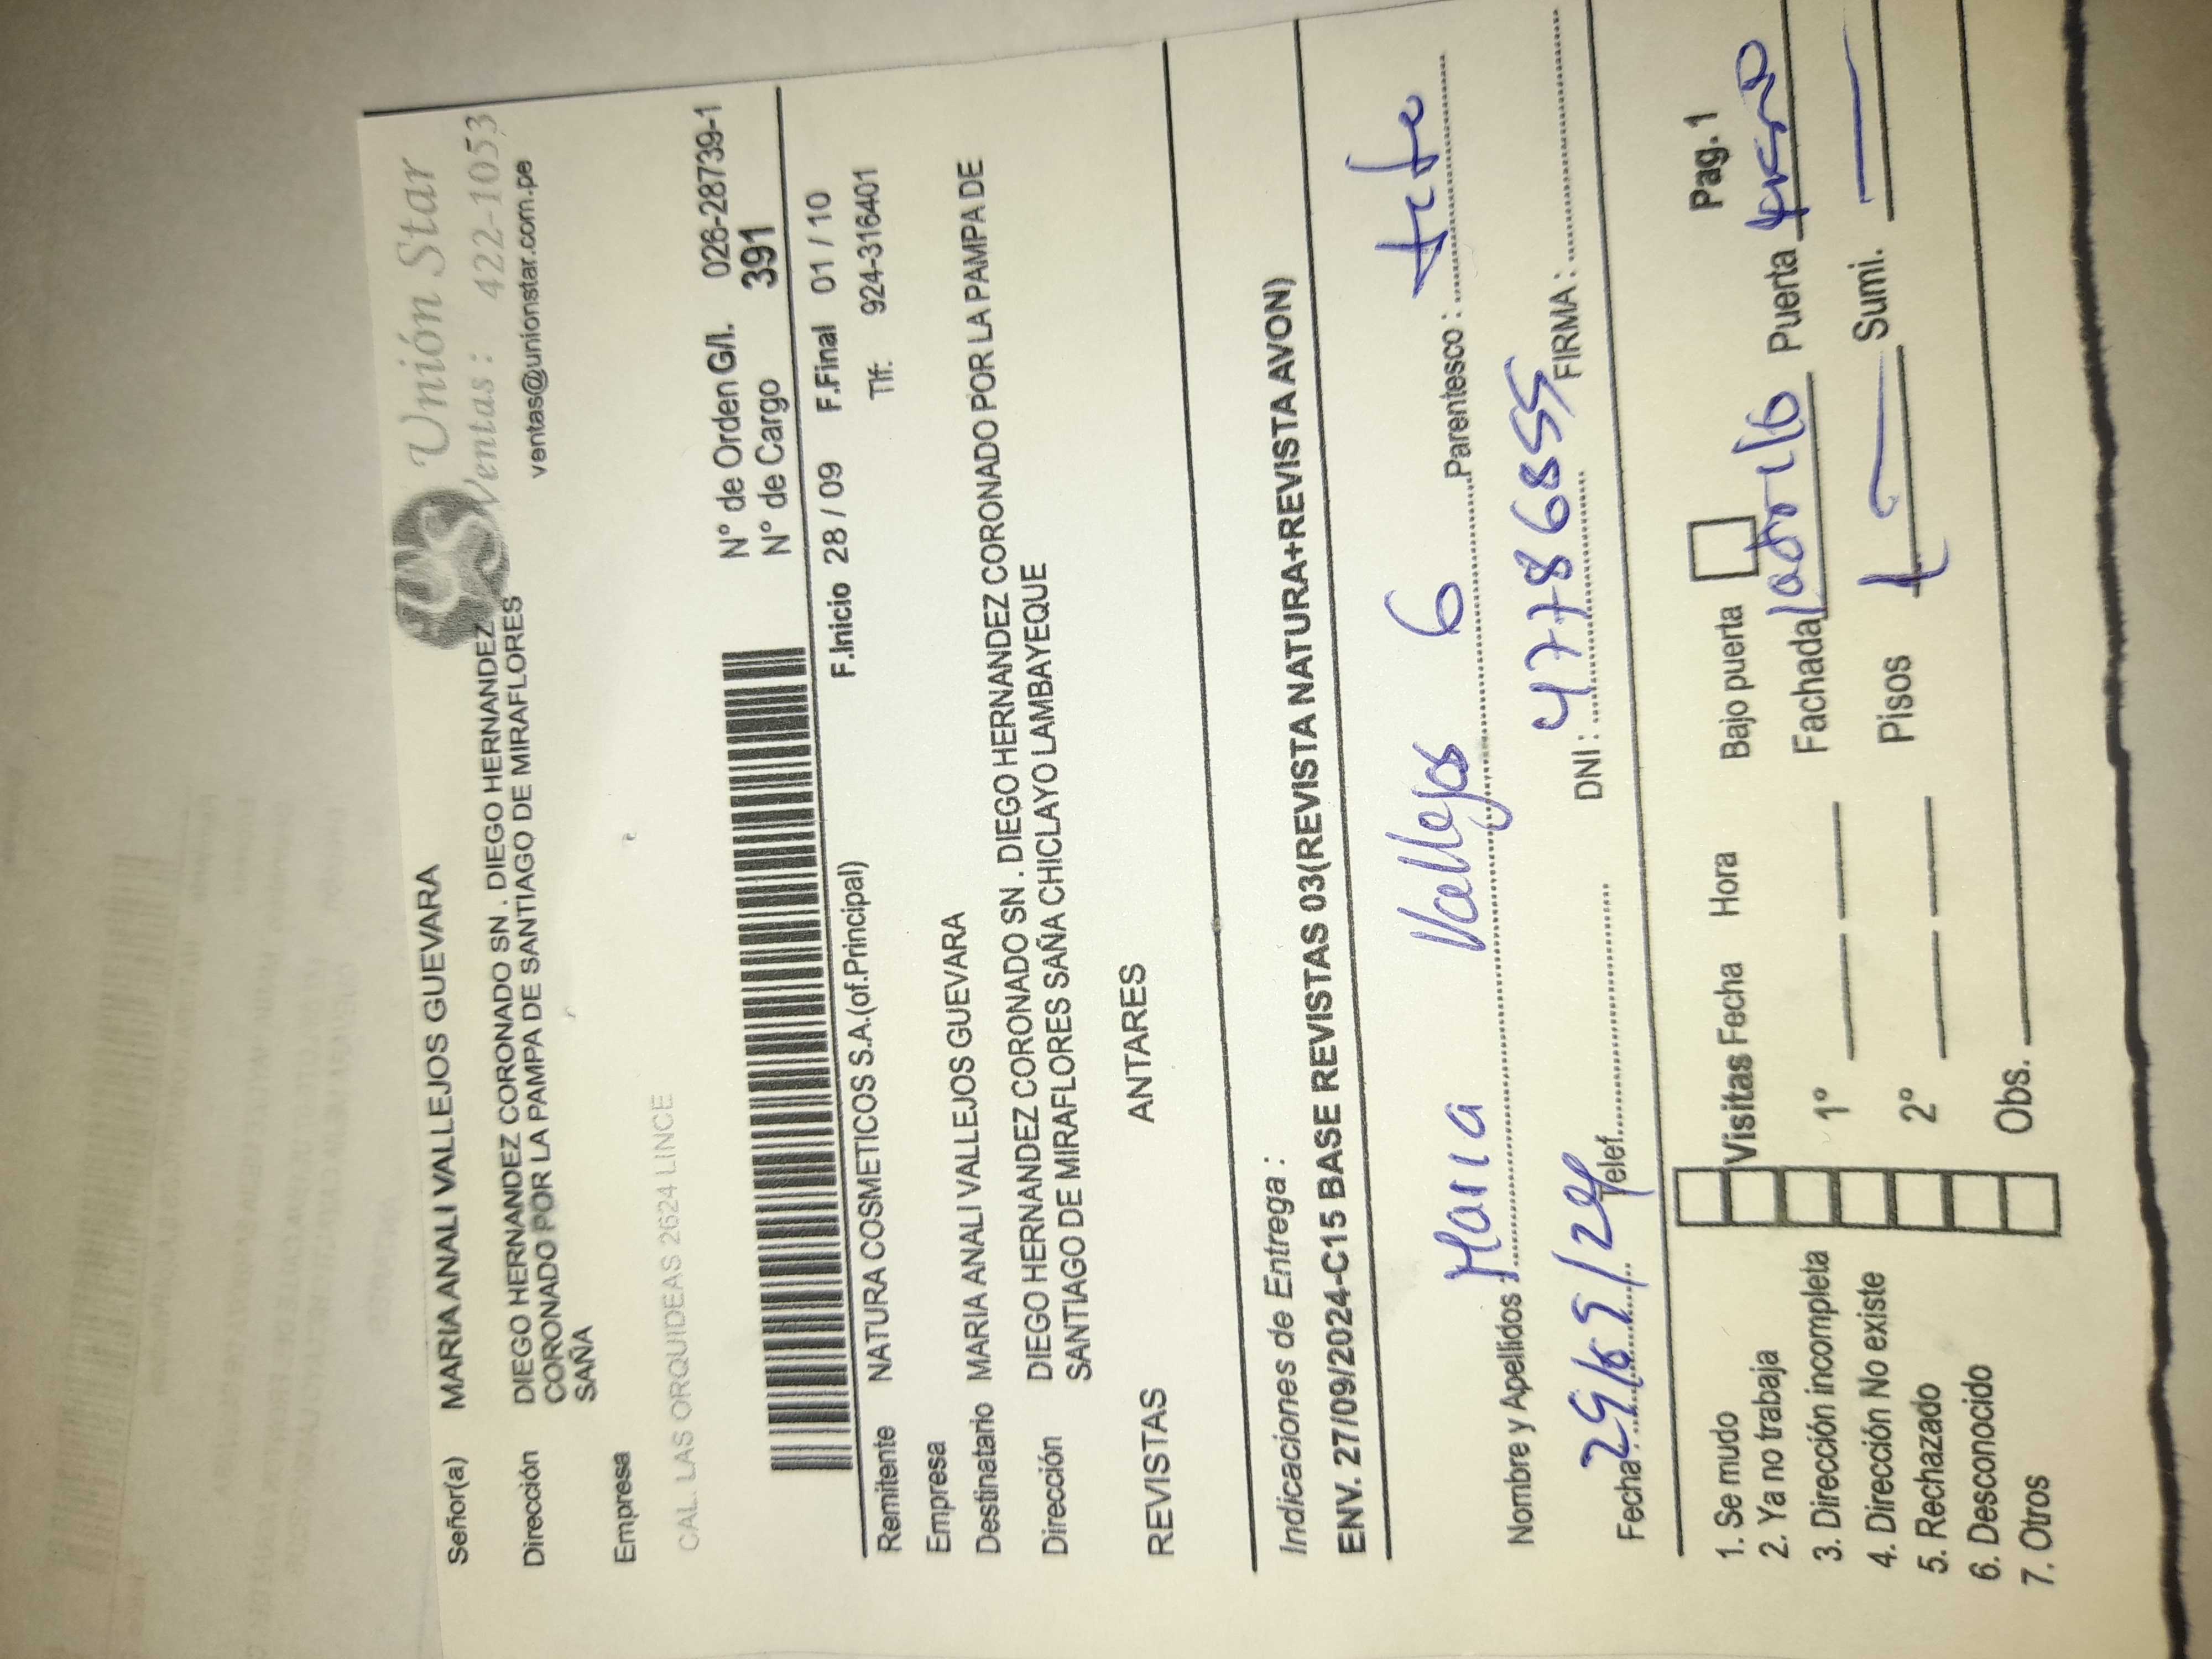 Unión Star
Ventas: 422-1053
ventas@unionstar.com.pe
Señor(a) MARIA ANALI VALLEJOS GUEVARA
Dirección DIEGO HERNANDEZ CORONADO SN . DIEGO HERNANDEZ
CORONADO POR LA PAMPA DE SANTIAGO DE MIRAFLORES
SAÑA
Empresa
CAL. LAS ORQUIDEAS 2624 LINCE
N° de Orden G/I. 026-28739-1
N° de Cargo 391
F.Inicio 28 / 09 F.Final 01 / 10
Remitente NATURA COSMETICOS S.A.(of.Principal) Tlf: 924-316401
Empresa
Destinatario MARIA ANALI VALLEJOS GUEVARA
Dirección DIEGO HERNANDEZ CORONADO SN . DIEGO HERNANDEZ CORONADO POR LA PAMPA DE
SANTIAGO DE MIRAFLORES SAÑA CHICLAYO LAMBAYEQUE
REVISTAS ANTARES
Indicaciones de Entrega :
ENV. 27/09/2024-C15 BASE REVISTAS 03(REVISTA NATURA+REVISTA AVON)
Nombre y Apellidos : Maria Vallejos G Parentesco :
Fecha: 29/09/24 Telef. DNI : 47786855 FIRMA :
Pag. 1
1. Se mudo
2. Ya no trabaja
3. Dirección incompleta
4. Dirección No existe
5. Rechazado
6. Desconocido
7. Otros
Visitas Fecha Hora Bajo puerta
1° Fachada ladrillo Puerta
2° Pisos 1 Sumi.
Obs.